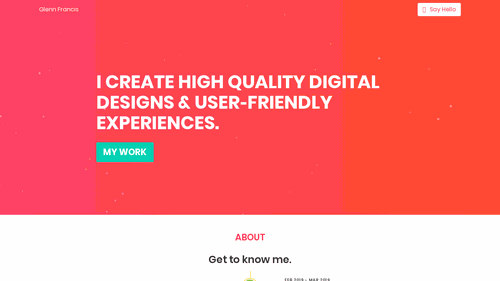 Glenn Francis
Say Hello
I CREATE HIGH QUALITY DIGITAL
DESIGNS & USER-FRIENDLY
EXPERIENCES.
MY WORK
ABOUT
Get to know me.
FEB 2019 - MAR 2019